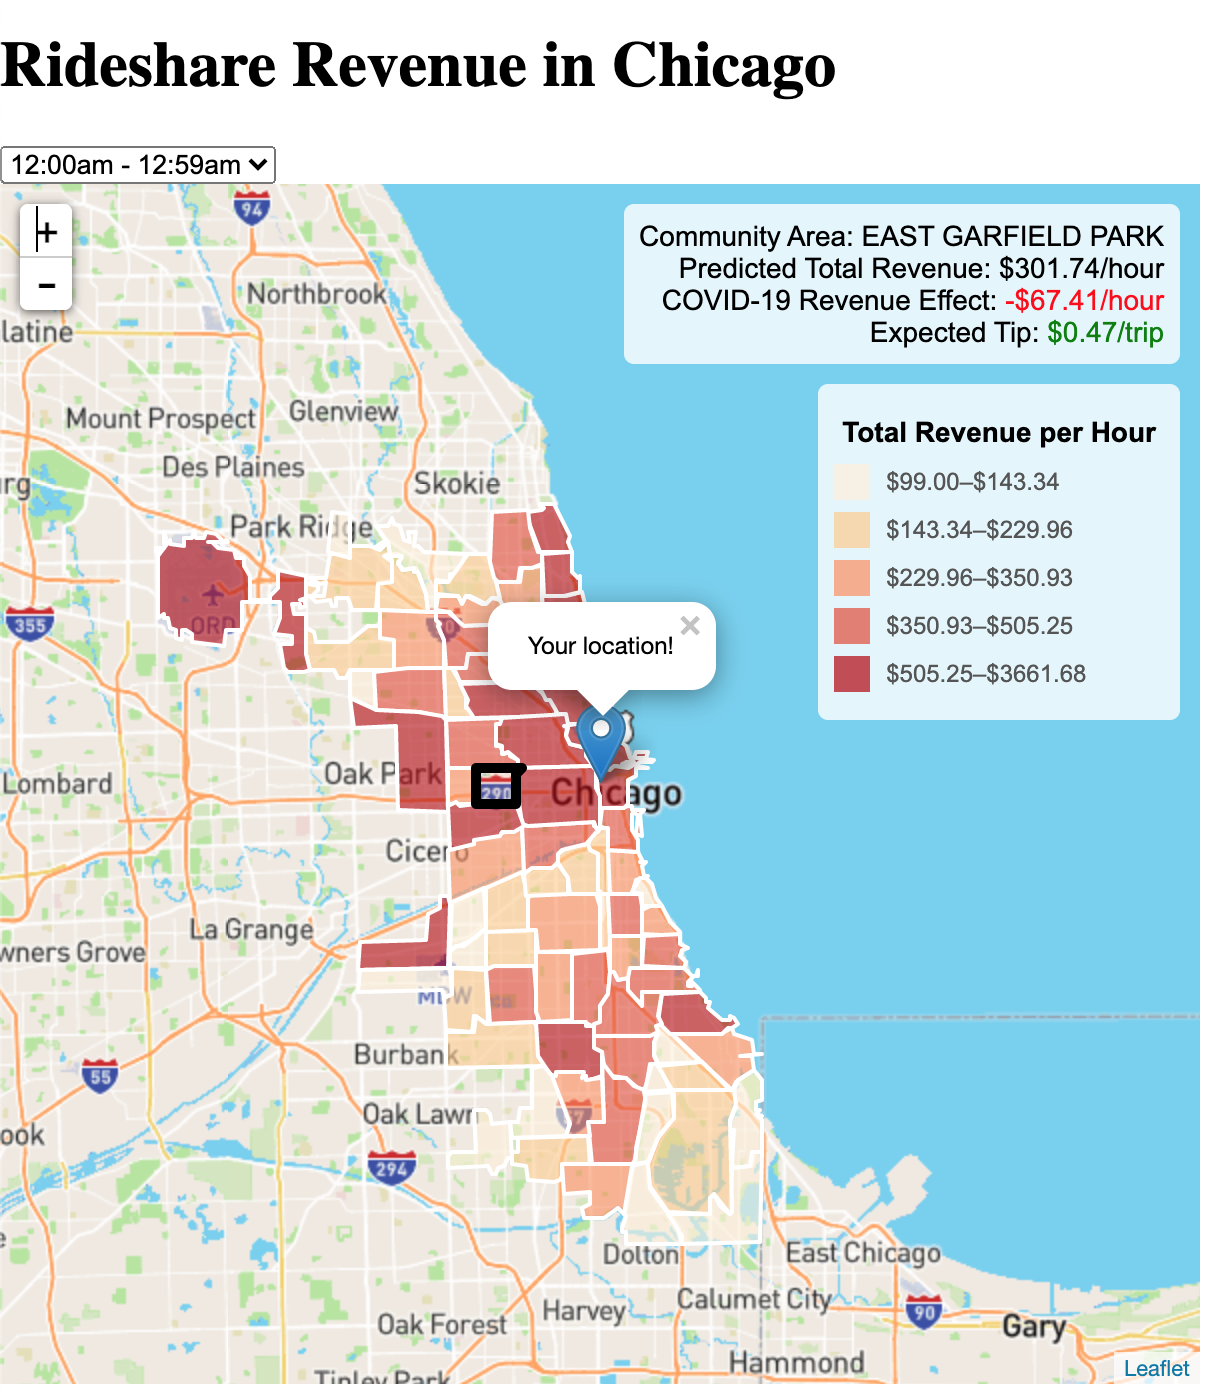 Rideshare Revenue in Chicago
12:00am - 12:59am
+
−
Community Area: EAST GARFIELD PARK
Predicted Total Revenue: $301.74/hour
COVID-19 Revenue Effect: -$67.41/hour
Expected Tip: $0.47/trip
Total Revenue per Hour
$99.00–$143.34
$143.34–$229.96
$229.96–$350.93
$350.93–$505.25
$505.25–$3661.68
94
Northbrook
latine
Mount Prospect
Glenview
Des Plaines
Skokie
rg
Park Ridge
ORD
355
Your location!
×
Oak Park
Lombard
290
Chicago
Cicero
La Grange
wners Grove
MDW
Burbank
55
Oak Lawn
57
ook
294
Dolton
East Chicago
Calumet City
Harvey
90
Oak Forest
Gary
Hammond
Tinley Park
Leaflet